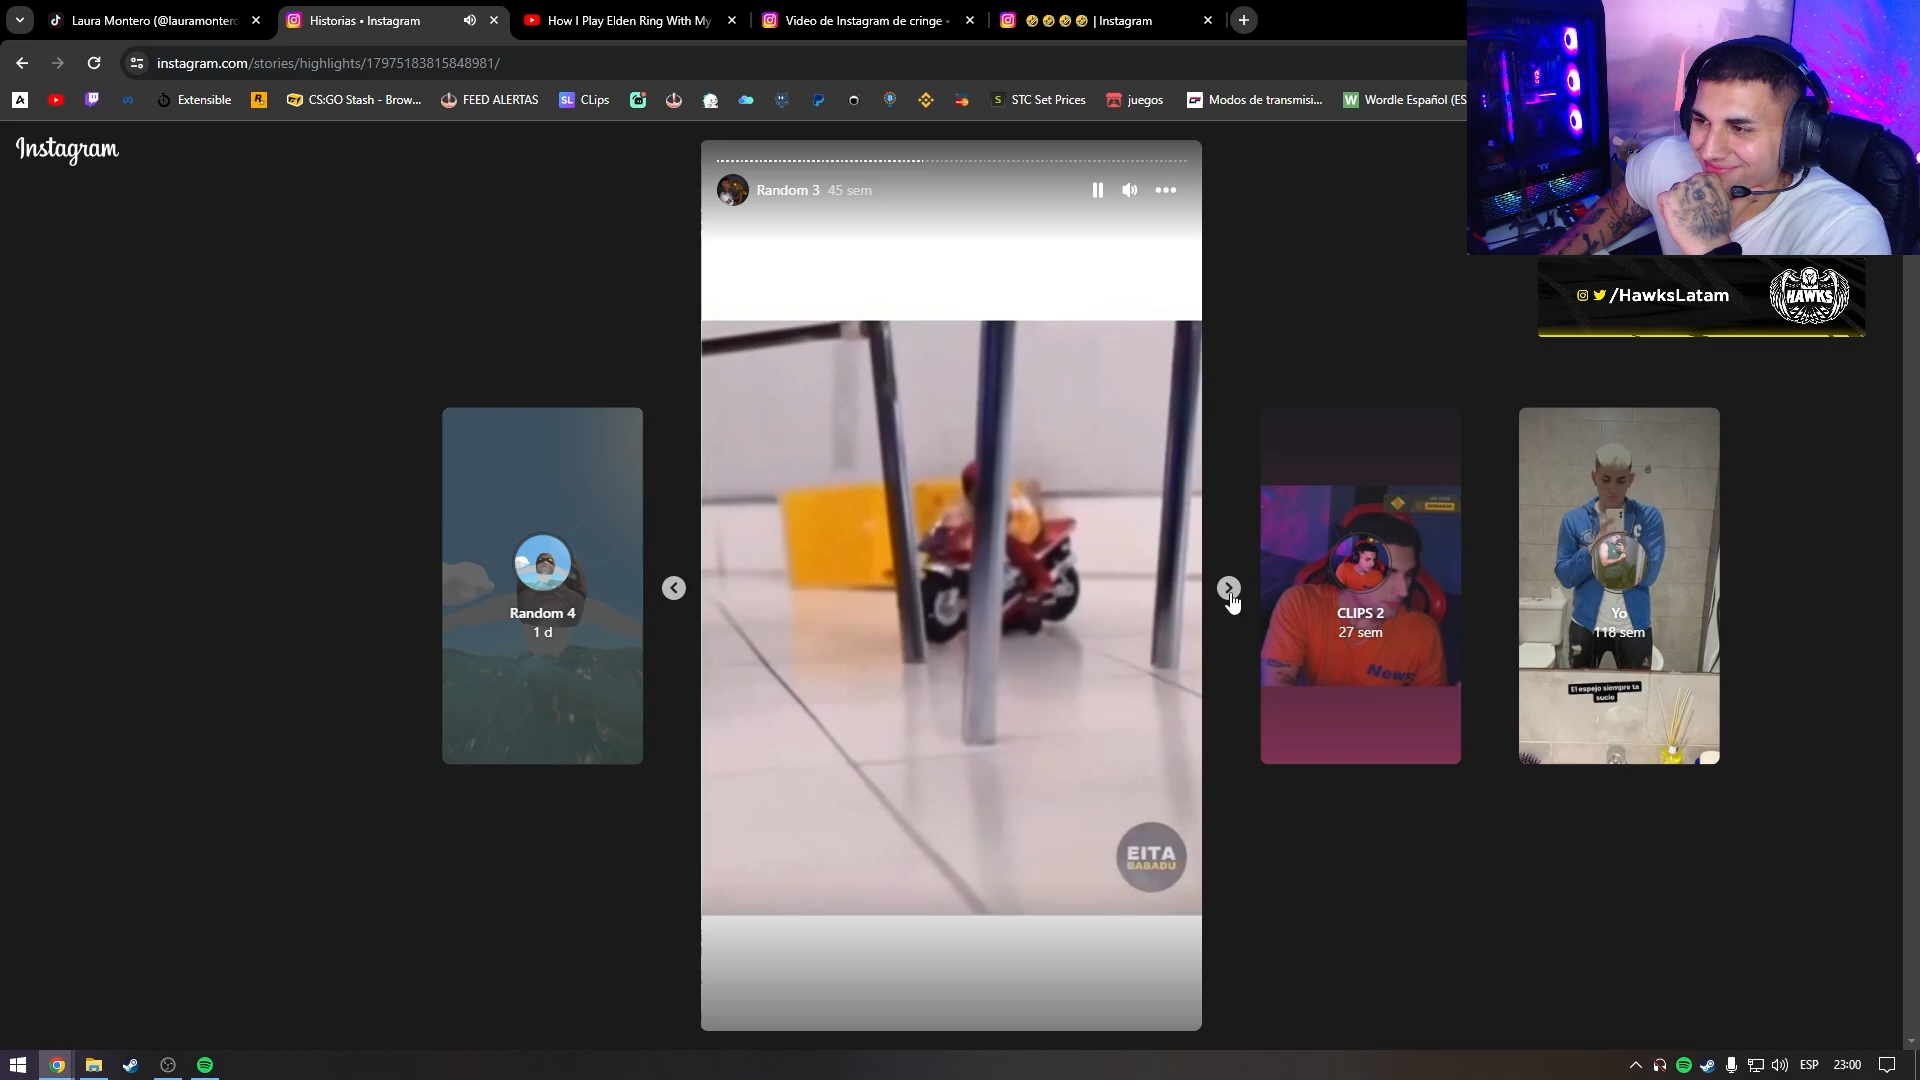 Laura Montero (@lauramontero
Historias • Instagram
How I Play Elden Ring With My
Video de Instagram de cringe •
🤣🤣🤣🤣 | Instagram
instagram.com/stories/highlights/17975183815848981/
Extensible
CS:GO Stash - Brow...
FEED ALERTAS
SL
CLips
S
STC Set Prices
juegos
Modos de transmisi...
W
Wordle Español (ES
Instagram
Random 3 45 sem
/HawksLatam
HAWKS
Random 4
1 d
CLIPS 2
27 sem
News
Yo
118 sem
El espejo siempre ta
sucio
EITA
BABADU
ESP
23:00